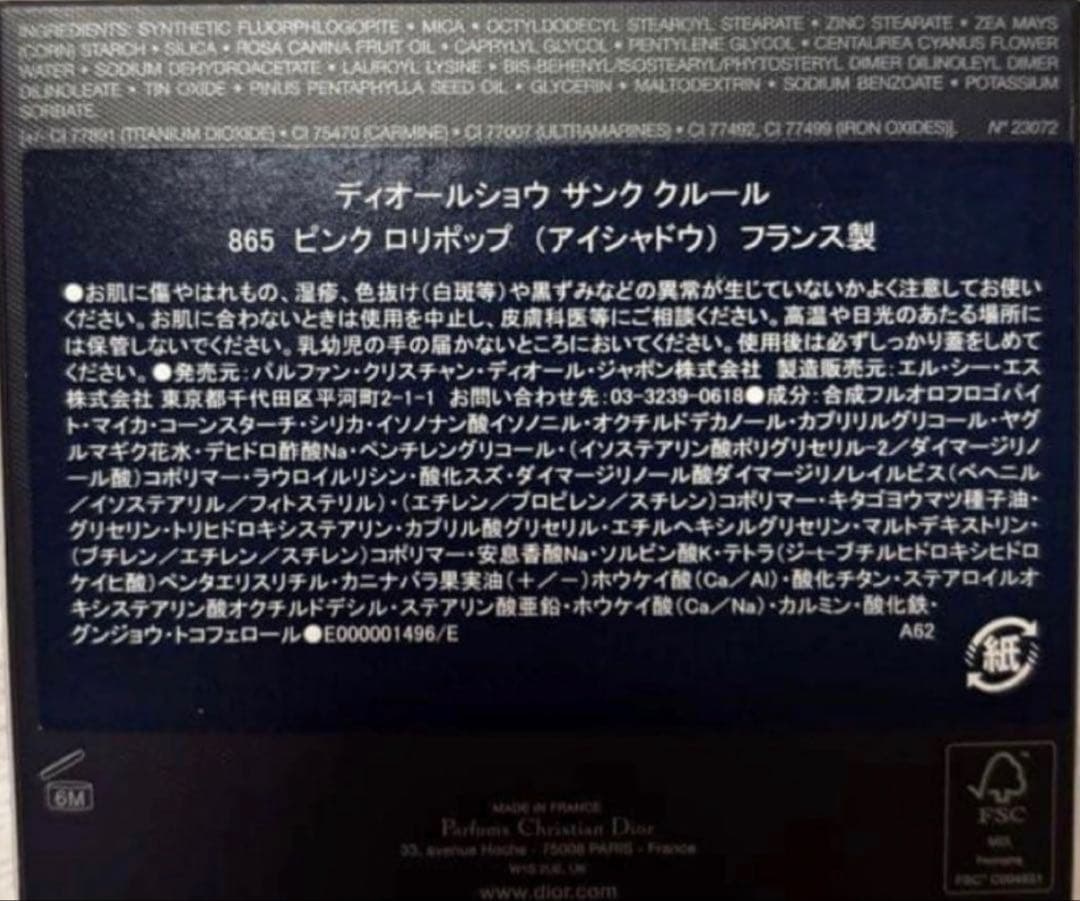 INGREDIENTS: SYNTHETIC FLUORPHLOGOPITE • MICA • OCTYLDODECYL STEAROYL STEARATE • ZINC STEARATE • ZEA MAYS
(CORN) STARCH • SILICA • ROSA CANINA FRUIT OIL • CAPRYLYL GLYCOL • PENTYLENE GLYCOL • CENTAUREA CYANUS FLOWER
WATER • SODIUM DEHYDROACETATE • LAUROYL LYSINE • BIS-BEHENYL/ISOSTEARYL/PHYTOSTERYL DIMER DILINOLEYL DIMER
DILINOLEATE • TIN OXIDE • PINUS PENTAPHYLLA SEED OIL • GLYCERIN • MALTODEXTRIN • SODIUM BENZOATE • POTASSIUM
SORBATE.
[+/- CI 77891 (TITANIUM DIOXIDE) • CI 75470 (CARMINE) • CI 77007 (ULTRAMARINES) • CI 77492, CI 77499 (IRON OXIDES)]. N° 23072
ディオールショウ サンク クルール
865 ピンク ロリポップ （アイシャドウ） フランス製
●お肌に傷やはれもの、湿疹、色抜け（白斑等）や黒ずみなどの異常が生じていないかよく注意してお使い
ください。お肌に合わないときは使用を中止し、皮膚科医等にご相談ください。高温や日光のあたる場所に
は保管しないでください。乳幼児の手の届かないところにおいてください。使用後は必ずしっかり蓋をしめて
ください。●発売元：パルファン・クリスチャン・ディオール・ジャポン株式会社 製造販売元：エル・シー・エス
株式会社 東京都千代田区平河町2-1-1 お問い合わせ先：03-3239-0618●成分：合成フルオロフロゴパイ
ト・マイカ・コーンスターチ・シリカ・イソノナン酸イソノニル・オクチルドデカノール・カプリリルグリコール・ヤグ
ルマギク花水・デヒドロ酢酸Na・ペンチレングリコール・（イソステアリン酸ポリグリセリル-2／ダイマージリノ
ール酸）コポリマー・ラウロイルリシン・酸化スズ・ダイマージリノール酸ダイマージリノレイルビス（ベヘニル
／イソステアリル／フィトステリル）・（エチレン／プロピレン／スチレン）コポリマー・キタゴヨウマツ種子油・
グリセリン・トリヒドロキシステアリン・カプリル酸グリセリル・エチルヘキシルグリセリン・マルトデキストリン・
（ブチレン／エチレン／スチレン）コポリマー・安息香酸Na・ソルビン酸K・テトラ（ジ-t-ブチルヒドロキシヒドロ
ケイヒ酸）ペンタエリスリチル・カニナバラ果実油（＋／－）ホウケイ酸（Ca／Al）・酸化チタン・ステアロイルオ
キシステアリン酸オクチルドデシル・ステアリン酸亜鉛・ホウケイ酸（Ca／Na）・カルミン・酸化鉄・
グンジョウ・トコフェロール●E000001496/E A62
紙
6M
MADE IN FRANCE
Parfums Christian Dior
33, avenue Hoche - 75008 PARIS - France
W1S 2UE, UK
www.dior.com
FSC
MIX